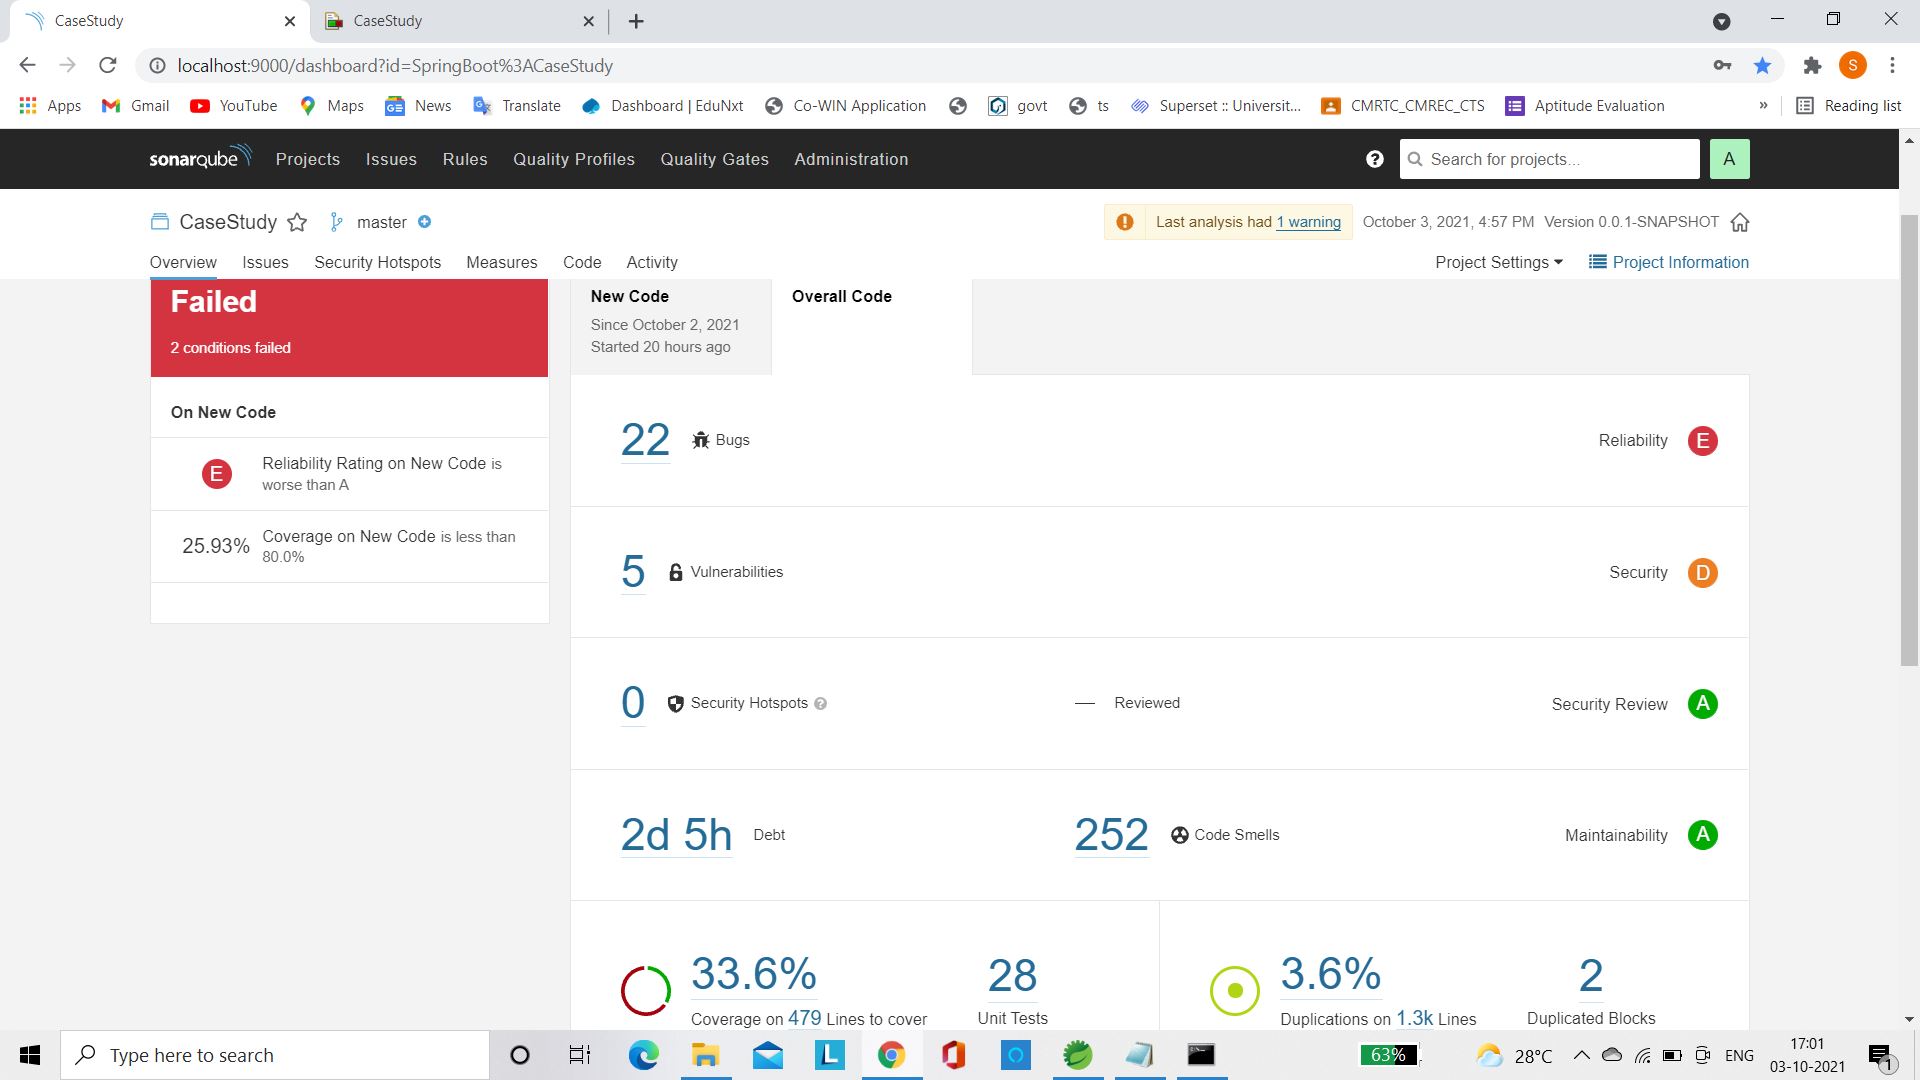 CaseStudy
CaseStudy
localhost:9000/dashboard?id=SpringBoot%3ACaseStudy
S
Apps Gmail YouTube Maps News Translate Dashboard | EduNxt Co-WIN Application govt ts Superset :: Universit... CMRTC_CMREC_CTS Aptitude Evaluation » Reading list
sonarqube Projects Issues Rules Quality Profiles Quality Gates Administration
? Search for projects... A
CaseStudy master
Last analysis had 1 warning October 3, 2021, 4:57 PM Version 0.0.1-SNAPSHOT
Overview Issues Security Hotspots Measures Code Activity
Project Settings Project Information
Failed
2 conditions failed
On New Code
E Reliability Rating on New Code is
worse than A
25.93% Coverage on New Code is less than
80.0%
New Code
Since October 2, 2021
Started 20 hours ago
Overall Code
22 Bugs Reliability E
5 Vulnerabilities Security D
0 Security Hotspots ? — Reviewed Security Review A
2d 5h Debt 252 Code Smells Maintainability A
33.6%
Coverage on 479 Lines to cover
28
Unit Tests
3.6%
Duplications on 1.3k Lines
2
Duplicated Blocks
Type here to search
L
63%
28°C
ENG
17:01
03-10-2021
1